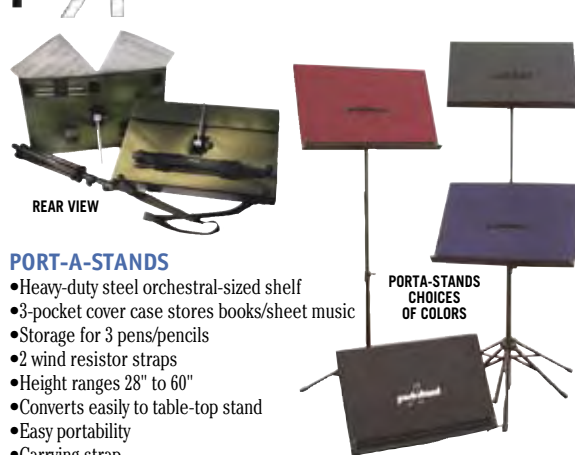 REAR VIEW
PORT-A-STANDS
•Heavy-duty steel orchestral-sized shelf
•3-pocket cover case stores books/sheet music
•Storage for 3 pens/pencils
•2 wind resistor straps
•Height ranges 28" to 60"
•Converts easily to table-top stand
•Easy portability
•Carrying strap
PORTA-STANDS
CHOICES
OF COLORS